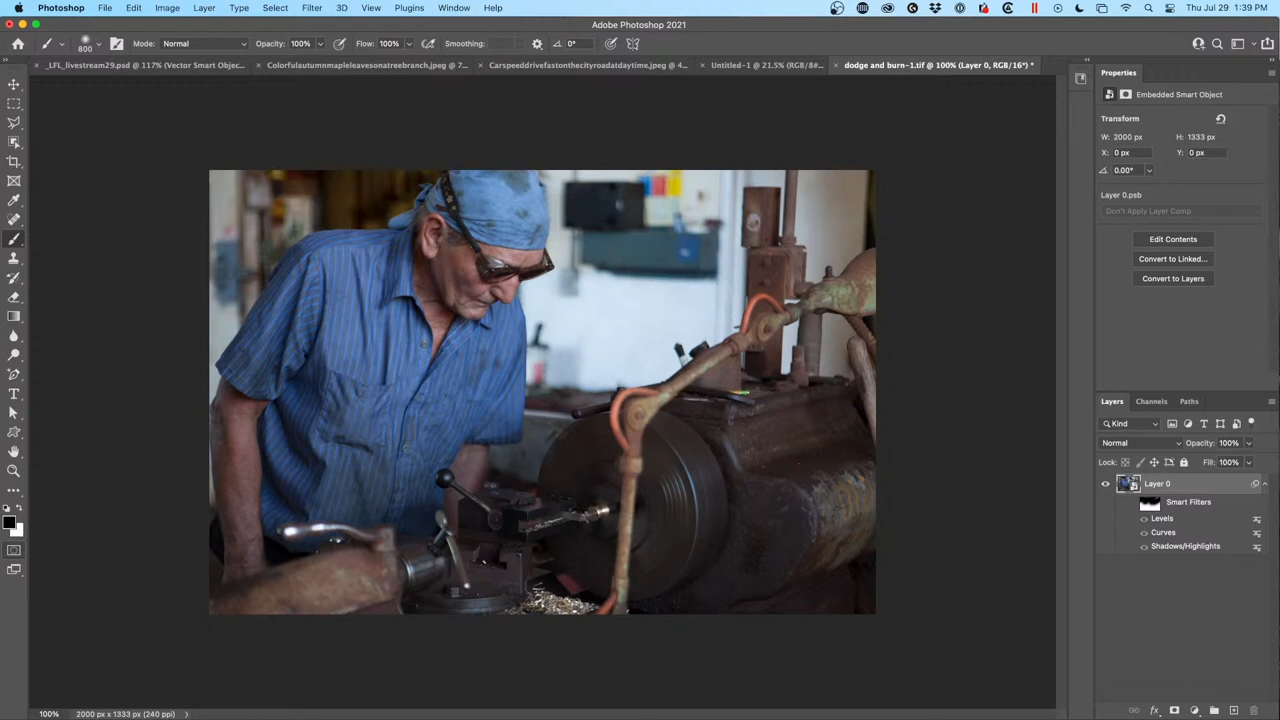 Photoshop File Edit Image Layer Type Select Filter 3D View Plugins Window Help Thu Jul 29 1:39 PM
Adobe Photoshop 2021
800 Mode: Normal Opacity: 100% Flow: 100% Smoothing: 0°
_LFL_livestream29.psd @ 117% (Vector Smart Objec... Colorfulautumnmapleleavesonatreebranch.jpeg @ 7... Carspeeddrivefastonthecityroadatdaytime.jpeg @ 4... Untitled-1 @ 21.5% (RGB/8#... dodge and burn-1.tif @ 100% (Layer 0, RGB/16*) *
Properties
Embedded Smart Object
Transform
W: 2000 px H: 1333 px
X: 0 px Y: 0 px
0.00°
Layer 0.psb
Don't Apply Layer Comp
Edit Contents
Convert to Linked...
Convert to Layers
Layers Channels Paths
Kind
Normal Opacity: 100%
Lock: Fill: 100%
Layer 0
Smart Filters
Levels
Curves
Shadows/Highlights
100% 2000 px x 1333 px (240 ppi)